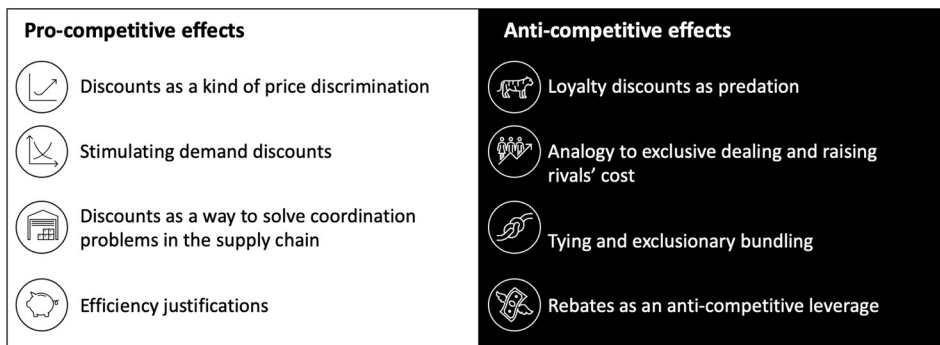 Pro-competitive effects
Discounts as a kind of price discrimination
Stimulating demand discounts
Discounts as a way to solve coordination
problems in the supply chain
Efficiency justifications
Anti-competitive effects
Loyalty discounts as predation
Analogy to exclusive dealing and raising
rivals’ cost
Tying and exclusionary bundling
Rebates as an anti-competitive leverage